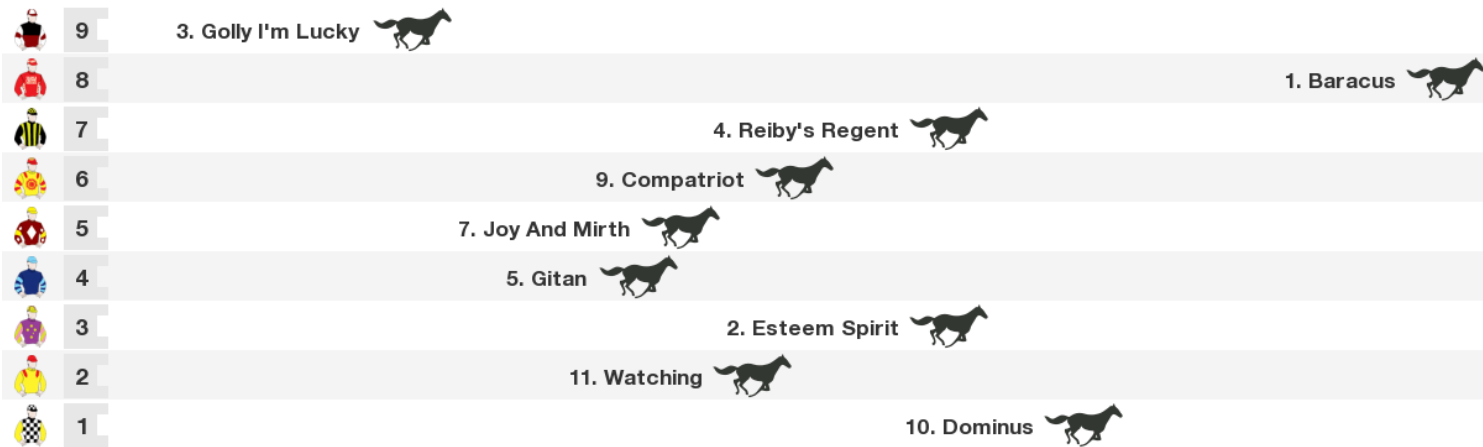 9 3. Golly I'm Lucky
8 1. Baracus
7 4. Reiby's Regent
6 9. Compatriot
5 7. Joy And Mirth
4 5. Gitan
3 2. Esteem Spirit
2 11. Watching
1 10. Dominus